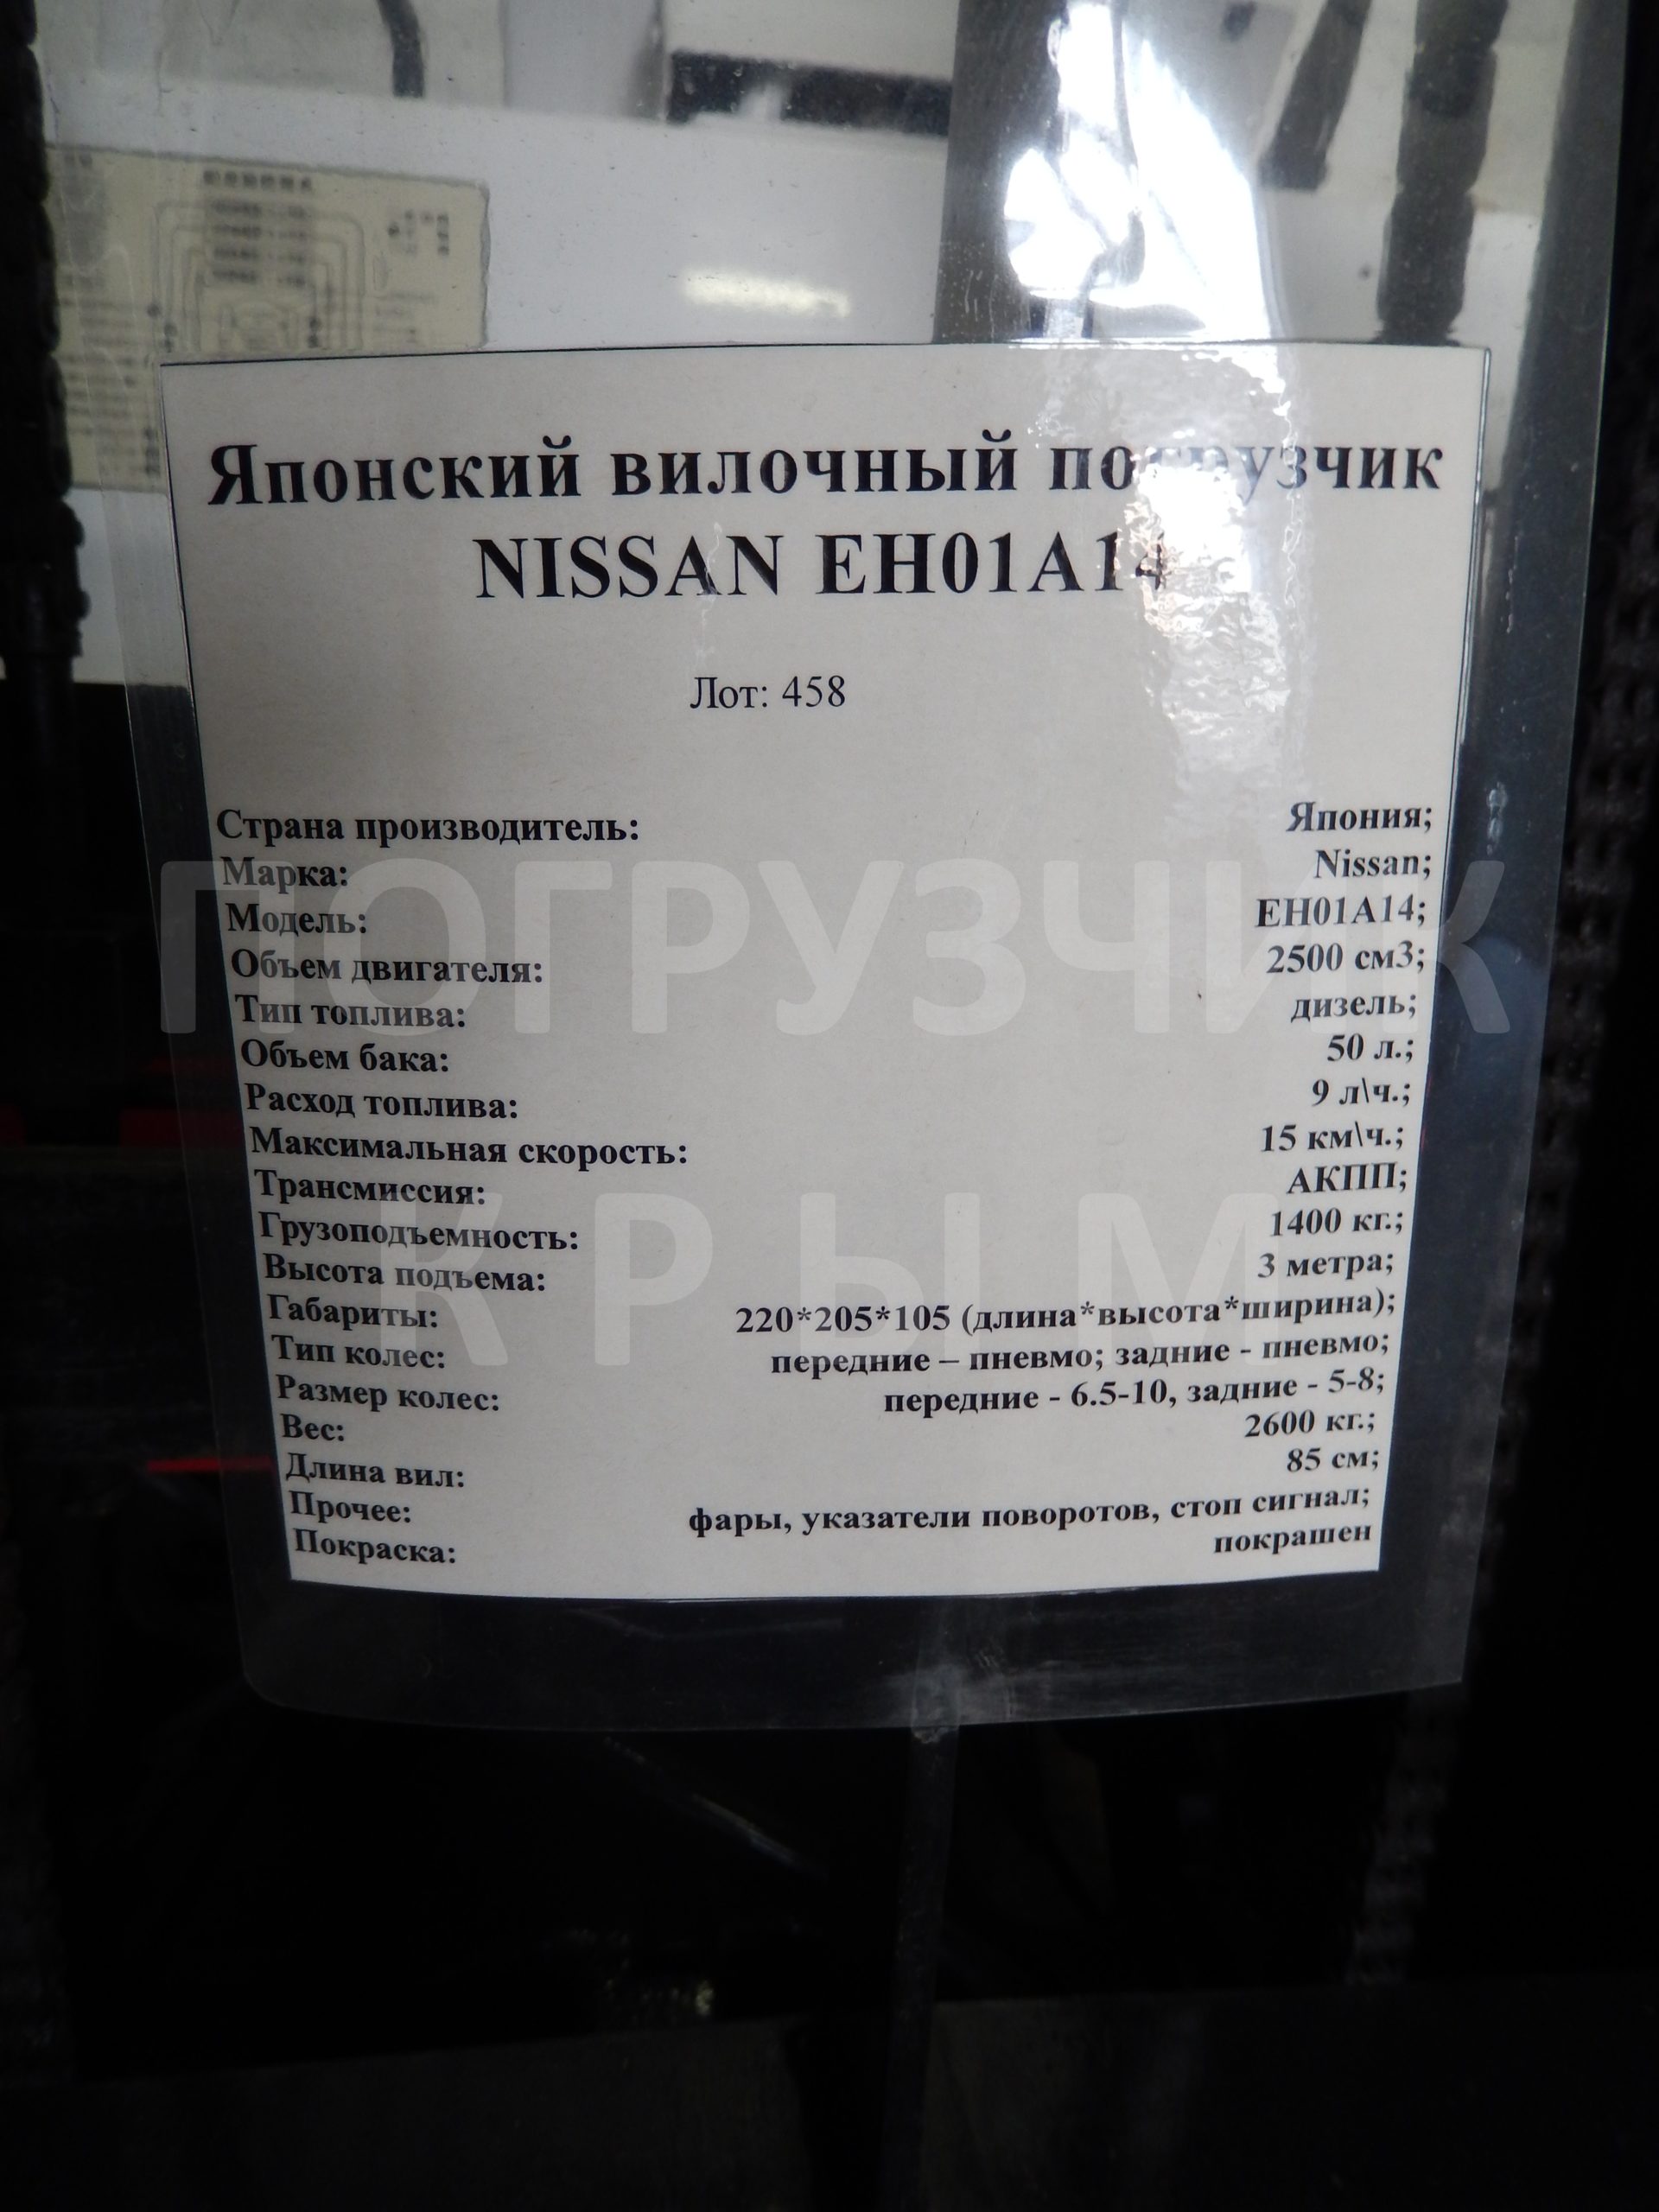 Японский вилочный погрузчик
NISSAN EH01A14
Лот: 458
Страна производитель: Япония;
Марка: Nissan;
Модель: EH01A14;
Объем двигателя: 2500 см3;
Тип топлива: дизель;
Объем бака: 50 л.;
Расход топлива: 9 л\ч.;
Максимальная скорость: 15 км\ч.;
Трансмиссия: АКПП;
Грузоподъемность: 1400 кг.;
Высота подъема: 3 метра;
Габариты: 220*205*105 (длина*высота*ширина);
Тип колес: передние – пневмо; задние - пневмо;
Размер колес: передние - 6.5-10, задние - 5-8;
Вес: 2600 кг.;
Длина вил: 85 см;
Прочее: фары, указатели поворотов, стоп сигнал;
Покраска: покрашен
ПОГРУЗЧИК
КРЫМ